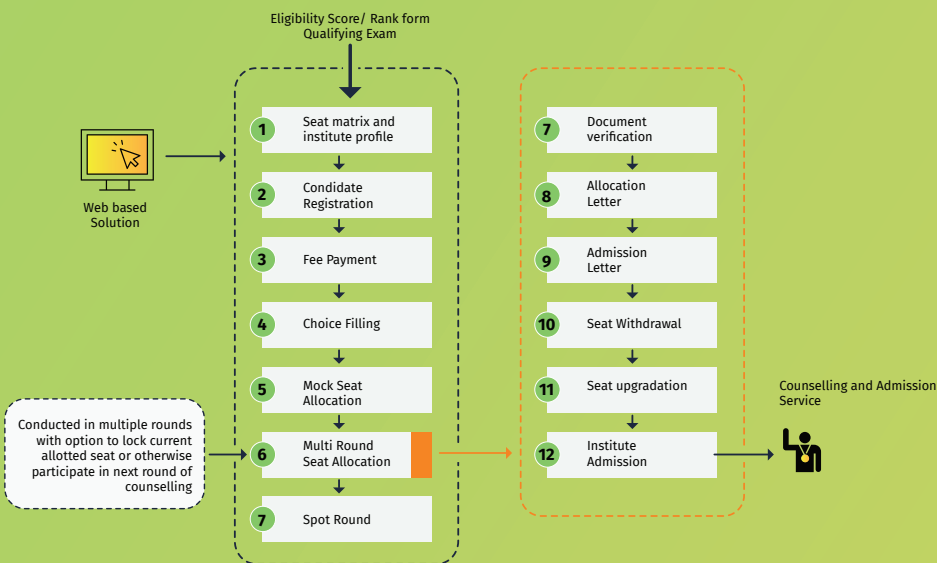 Eligibility Score/ Rank form
Qualifying Exam
Web based
Solution
1
Seat matrix and
institute profile
2
Candidate
Registration
3
Fee Payment
4
Choice Filling
5
Mock Seat
Allocation
Conducted in multiple rounds
with option to lock current
allotted seat or otherwise
participate in next round of
counselling
6
Multi Round
Seat Allocation
7
Spot Round
7
Document
verification
8
Allocation
Letter
9
Admission
Letter
10
Seat Withdrawal
11
Seat upgradation
12
Institute
Admission
Counselling and Admission
Service